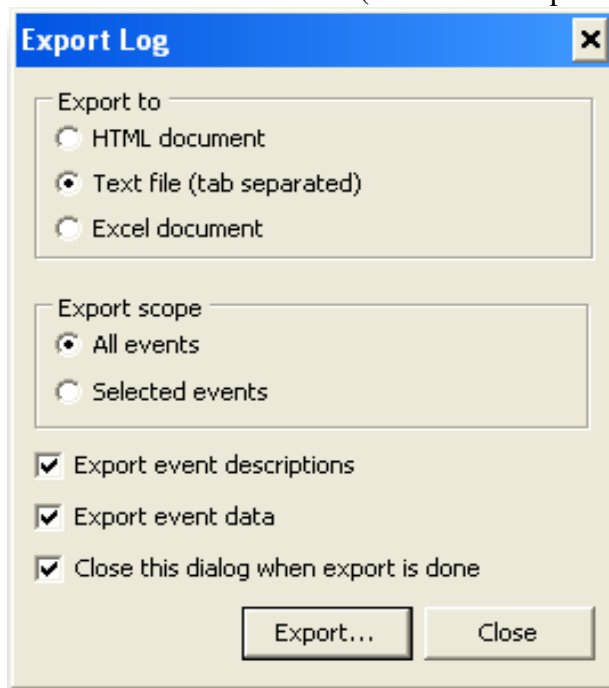 Export Log
Export to
HTML document
Text file (tab separated)
Excel document
Export scope
All events
Selected events
Export event descriptions
Export event data
Close this dialog when export is done
Export... Close